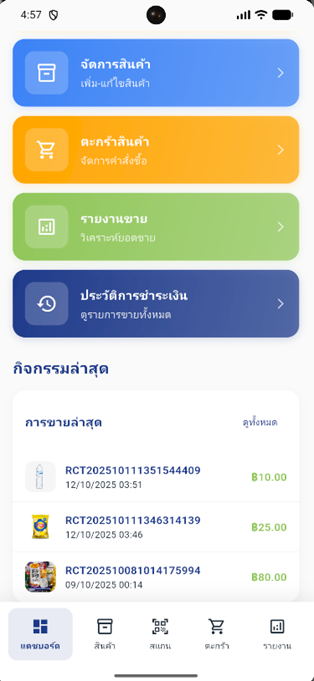 4:57
จัดการสินค้า
เพิ่ม-แก้ไขสินค้า
ตะกร้าสินค้า
จัดการคำสั่งซื้อ
รายงานขาย
วิเคราะห์ยอดขาย
ประวัติการชำระเงิน
ดูรายการขายทั้งหมด
กิจกรรมล่าสุด
การขายล่าสุด ดูทั้งหมด
RCT202510111351544409
12/10/2025 03:51
฿10.00
RCT202510111346314139
12/10/2025 03:46
฿25.00
RCT202510081014175994
09/10/2025 00:14
฿80.00
แดชบอร์ด สินค้า สแกน ตะกร้า รายงาน